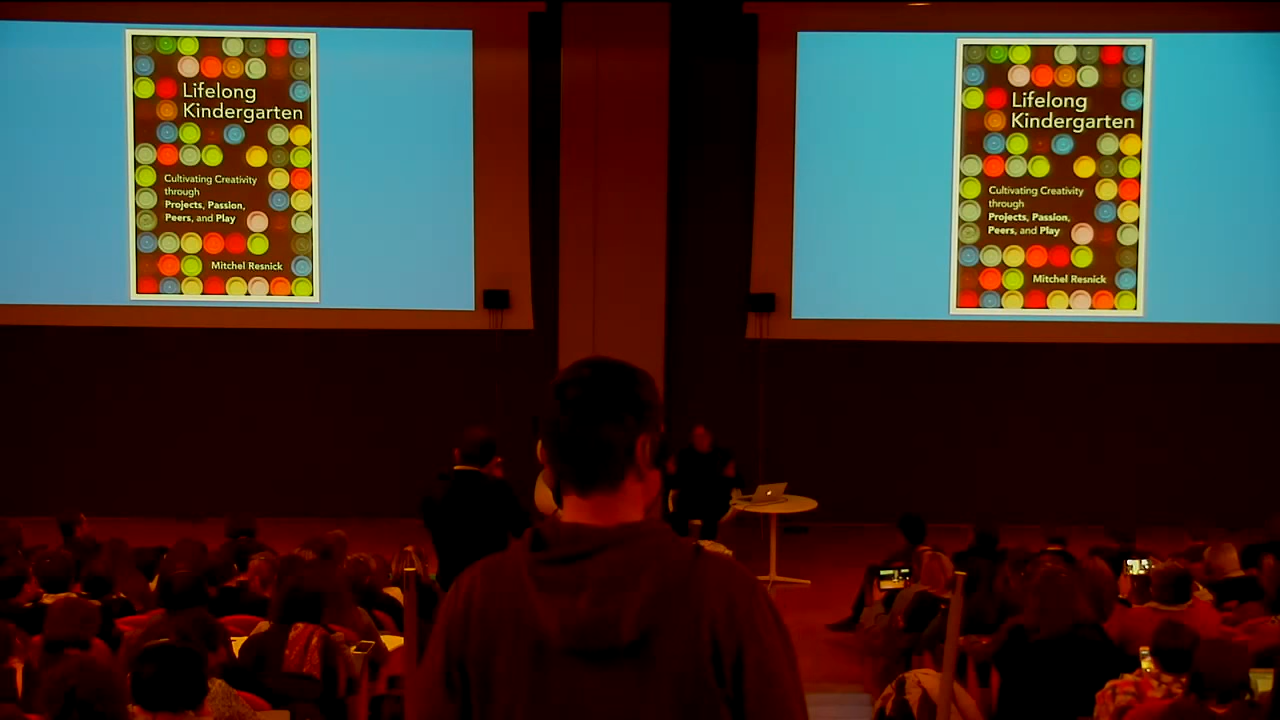 Lifelong
Kindergarten
Cultivating Creativity
through
Projects, Passion,
Peers, and Play
Mitchel Resnick
Lifelong
Kindergarten
Cultivating Creativity
through
Projects, Passion,
Peers, and Play
Mitchel Resnick